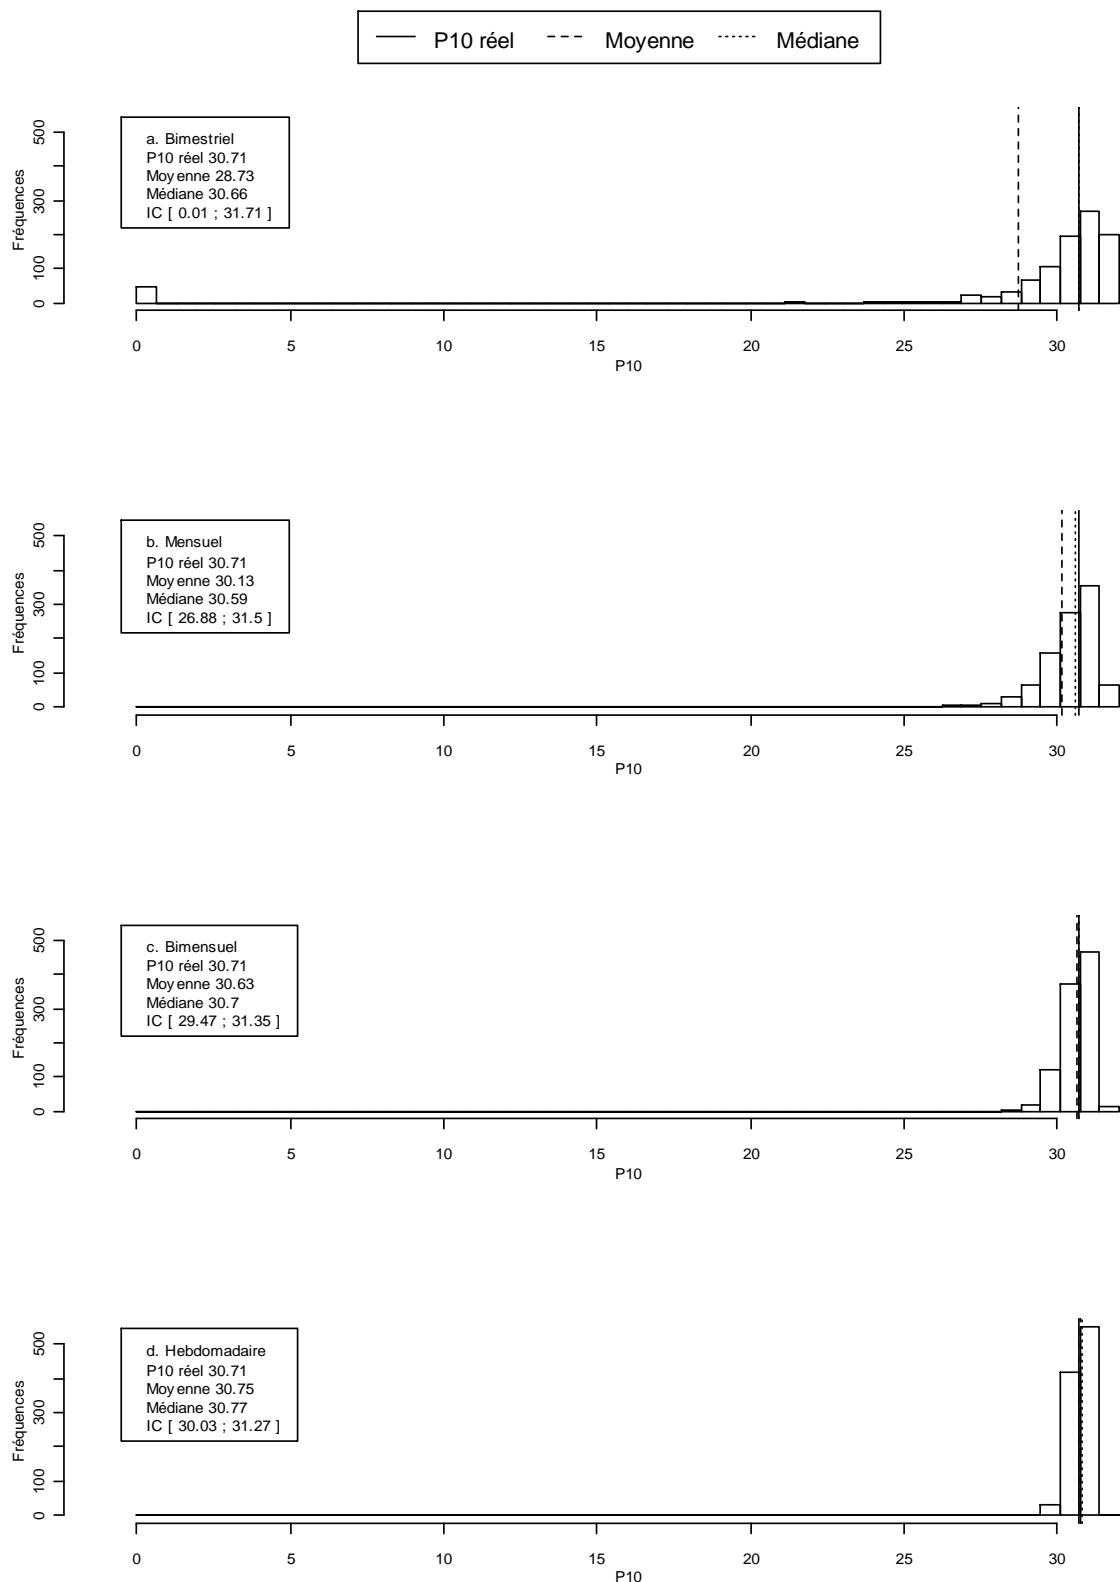 P10 réel Moyenne Médiane
a. Bimestriel
P10 réel 30.71
Moyenne 28.73
Médiane 30.66
IC [ 0.01 ; 31.71 ]
Fréquences
500
300
100
0
0 5 10 15 20 25 30
P10
b. Mensuel
P10 réel 30.71
Moyenne 30.13
Médiane 30.59
IC [ 26.88 ; 31.5 ]
Fréquences
500
300
100
0
0 5 10 15 20 25 30
P10
c. Bimensuel
P10 réel 30.71
Moyenne 30.63
Médiane 30.7
IC [ 29.47 ; 31.35 ]
Fréquences
500
300
100
0
0 5 10 15 20 25 30
P10
d. Hebdomadaire
P10 réel 30.71
Moyenne 30.75
Médiane 30.77
IC [ 30.03 ; 31.27 ]
Fréquences
500
300
100
0
0 5 10 15 20 25 30
P10